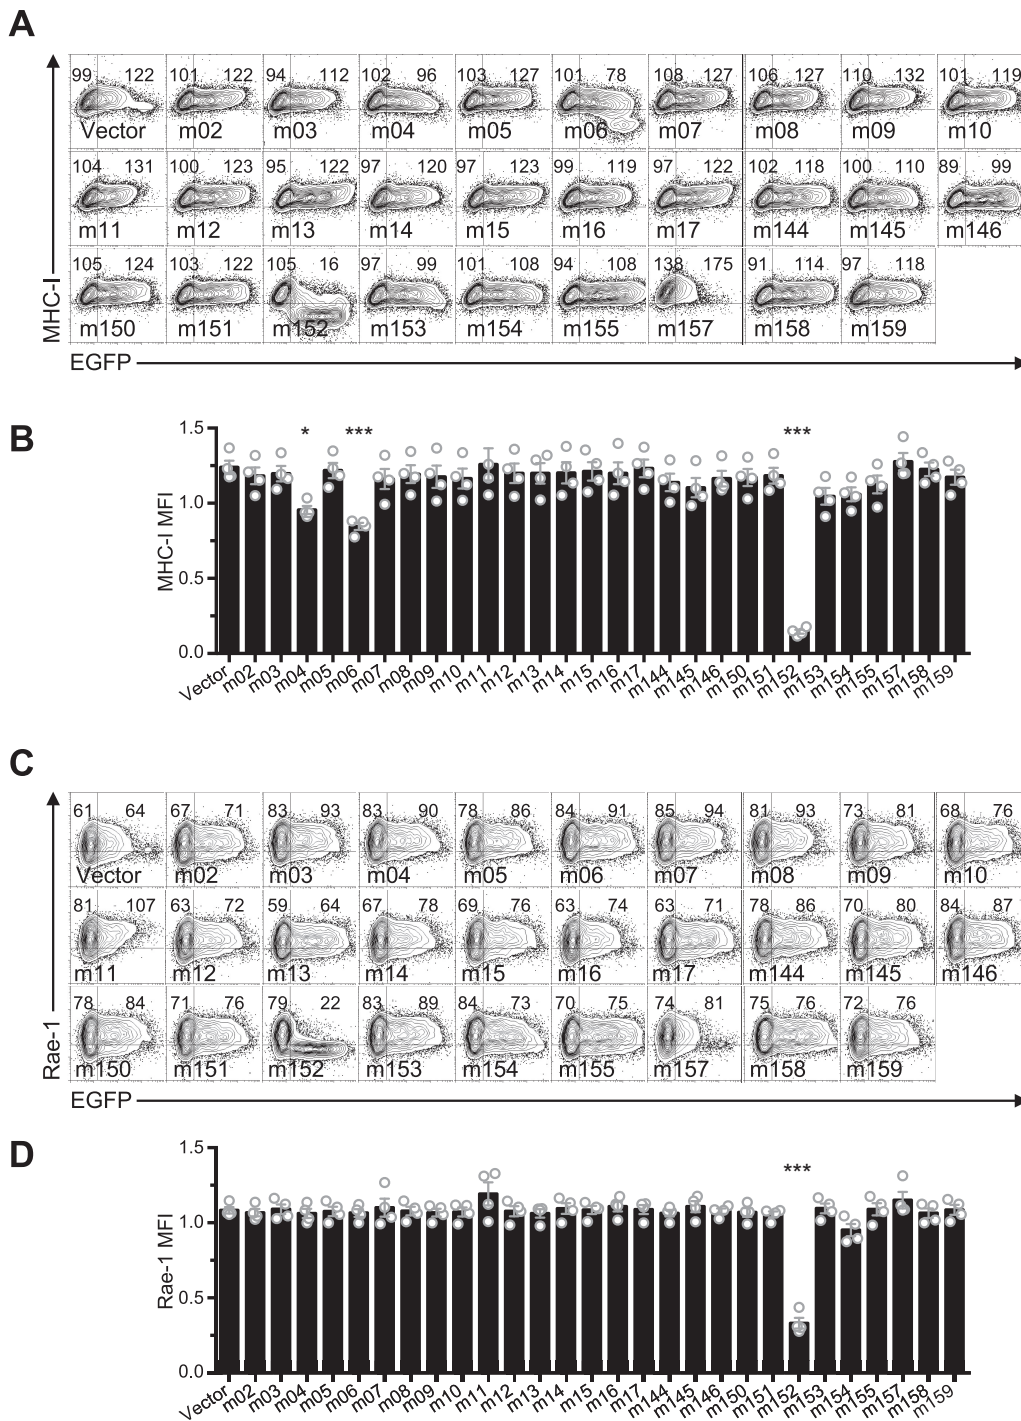 A
99 122 101 122 94 112 102 96 103 127 101 78 108 127 106 127 110 132 101 119
Vector m02 m03 m04 m05 m06 m07 m08 m09 m10
104 131 100 123 95 122 97 120 97 123 99 119 97 122 102 118 100 110 89 99
m11 m12 m13 m14 m15 m16 m17 m144 m145 m146
105 124 103 122 105 16 97 99 101 108 94 108 138 175 91 114 97 118
m150 m151 m152 m153 m154 m155 m157 m158 m159
MHC-I
EGFP
B
* *** ***
1.5
1.0
0.5
0.0
MHC-I MFI
Vector m02 m03 m04 m05 m06 m07 m08 m09 m10 m11 m12 m13 m14 m15 m16 m17 m144 m145 m146 m150 m151 m152 m153 m154 m155 m157 m158 m159
C
61 64 67 71 83 93 83 90 78 86 84 91 85 94 81 93 73 81 68 76
Vector m02 m03 m04 m05 m06 m07 m08 m09 m10
81 107 63 72 59 64 67 78 69 76 63 74 63 71 78 86 70 80 84 87
m11 m12 m13 m14 m15 m16 m17 m144 m145 m146
78 84 71 76 79 22 83 89 84 73 70 75 74 81 75 76 72 76
m150 m151 m152 m153 m154 m155 m157 m158 m159
Rae-1
EGFP
D
***
1.5
1.0
0.5
0.0
Rae-1 MFI
Vector m02 m03 m04 m05 m06 m07 m08 m09 m10 m11 m12 m13 m14 m15 m16 m17 m144 m145 m146 m150 m151 m152 m153 m154 m155 m157 m158 m159